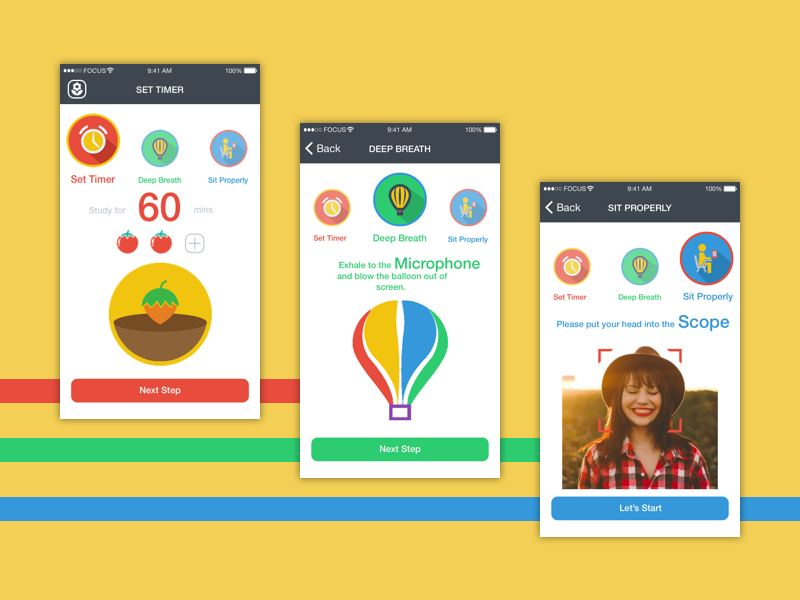 FOCUS 9:41 AM 100%
SET TIMER
Set Timer
Deep Breath
Sit Properly
Study for 60 mins
Next Step
FOCUS 9:41 AM 100%
Back DEEP BREATH
Set Timer
Deep Breath
Sit Properly
Exhale to the Microphone
and blow the balloon out of
screen.
Next Step
FOCUS 9:41 AM 100%
Back SIT PROPERLY
Set Timer
Deep Breath
Sit Properly
Please put your head into the Scope
Let's Start